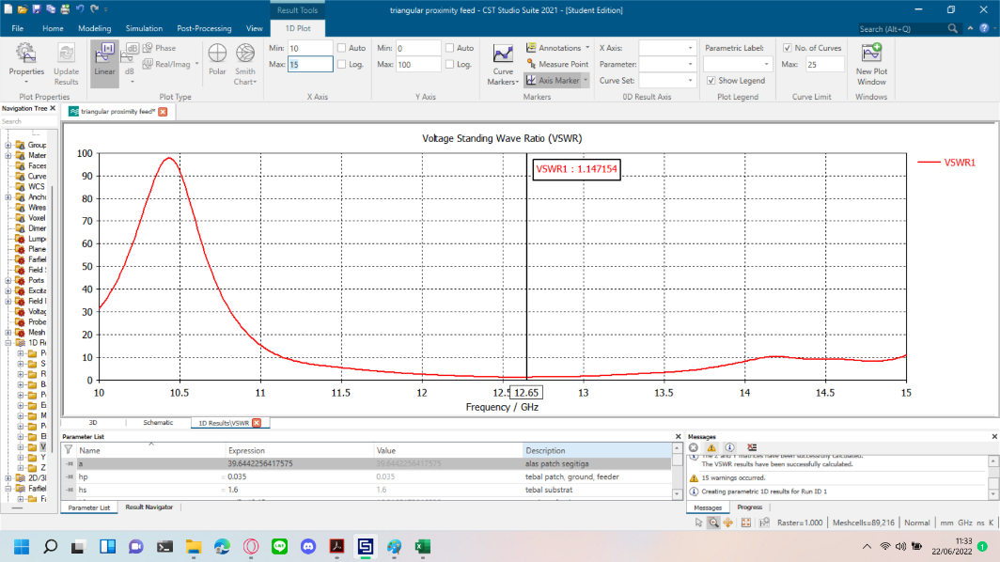 Result Tools
triangular proximity feed - CST Studio Suite 2021 - [Student Edition]
File Home Modeling Simulation Post-Processing View 1D Plot
Search (Alt+Q)
Properties
Update Results
Plot Properties
Linear
dB
Phase
Real/Imag
Polar
Smith Chart
Plot Type
Min: 10 Auto
Max: 15 Log.
X Axis
Min: 0 Auto
Max: 100 Log.
Y Axis
Curve Markers
Annotations
Measure Point
Axis Marker
Markers
X Axis:
Parameter:
Curve Set:
0D Result Axis
Parametric Label:
Show Legend
Plot Legend
No. of Curves
Max: 25
Curve Limit
New Plot Window
Windows
Navigation Tree
triangular proximity feed*
Search
Group
Mater
Faces
Curve
WCS
Ancho
Wires
Voxel
Dimer
Lumpe
Plane
Farfiel
Field
Ports
Excita
Field
Voltag
Probe
Mesh
1D Re
2D/3D
Farfiel
Voltage Standing Wave Ratio (VSWR)
100
90
80
70
60
50
40
30
20
10
0
VSWR1 : 1.147154
VSWR1
10 10.5 11 11.5 12 12.5 12.65 13 13.5 14 14.5 15
Frequency / GHz
3D Schematic 1D Results\VSWR
Parameter List
Name Expression Value Description
a 39.6442256417575 39.6442256417575 alas patch segitiga
hp = 0.035 0.035 tebal patch, ground, feeder
hs = 1.6 1.6 tebal substrat
Parameter List Result Navigator
Messages
The Z and Y matrices have been successfully calculated.
The VSWR results have been successfully calculated.
15 warnings occurred.
Creating parametric 1D results for Run ID 1
Messages Progress
Raster=1.000 Meshcells=89,216 Normal mm GHz ns K
11:33
22/06/2022
1